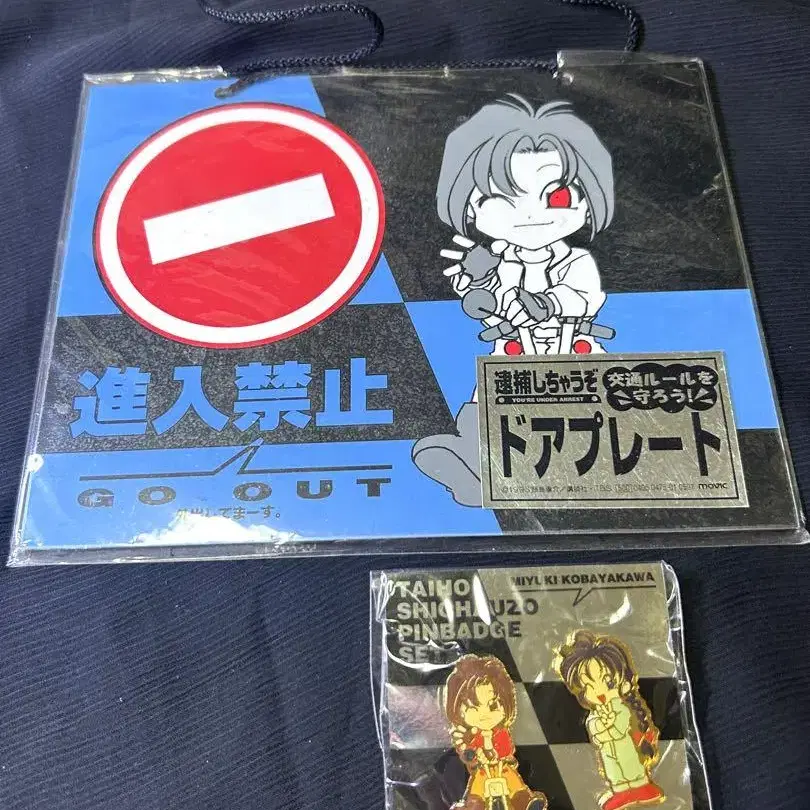 進入禁止
GO OUT
外出してまーす。
逮捕しちゃうぞ
YOU'RE UNDER ARREST
交通ルールを
守ろう!
ドアプレート
movic
MIYUKI KOBAYAKAWA
TAIHO
SHICHAUZO
PINBADGE
SET